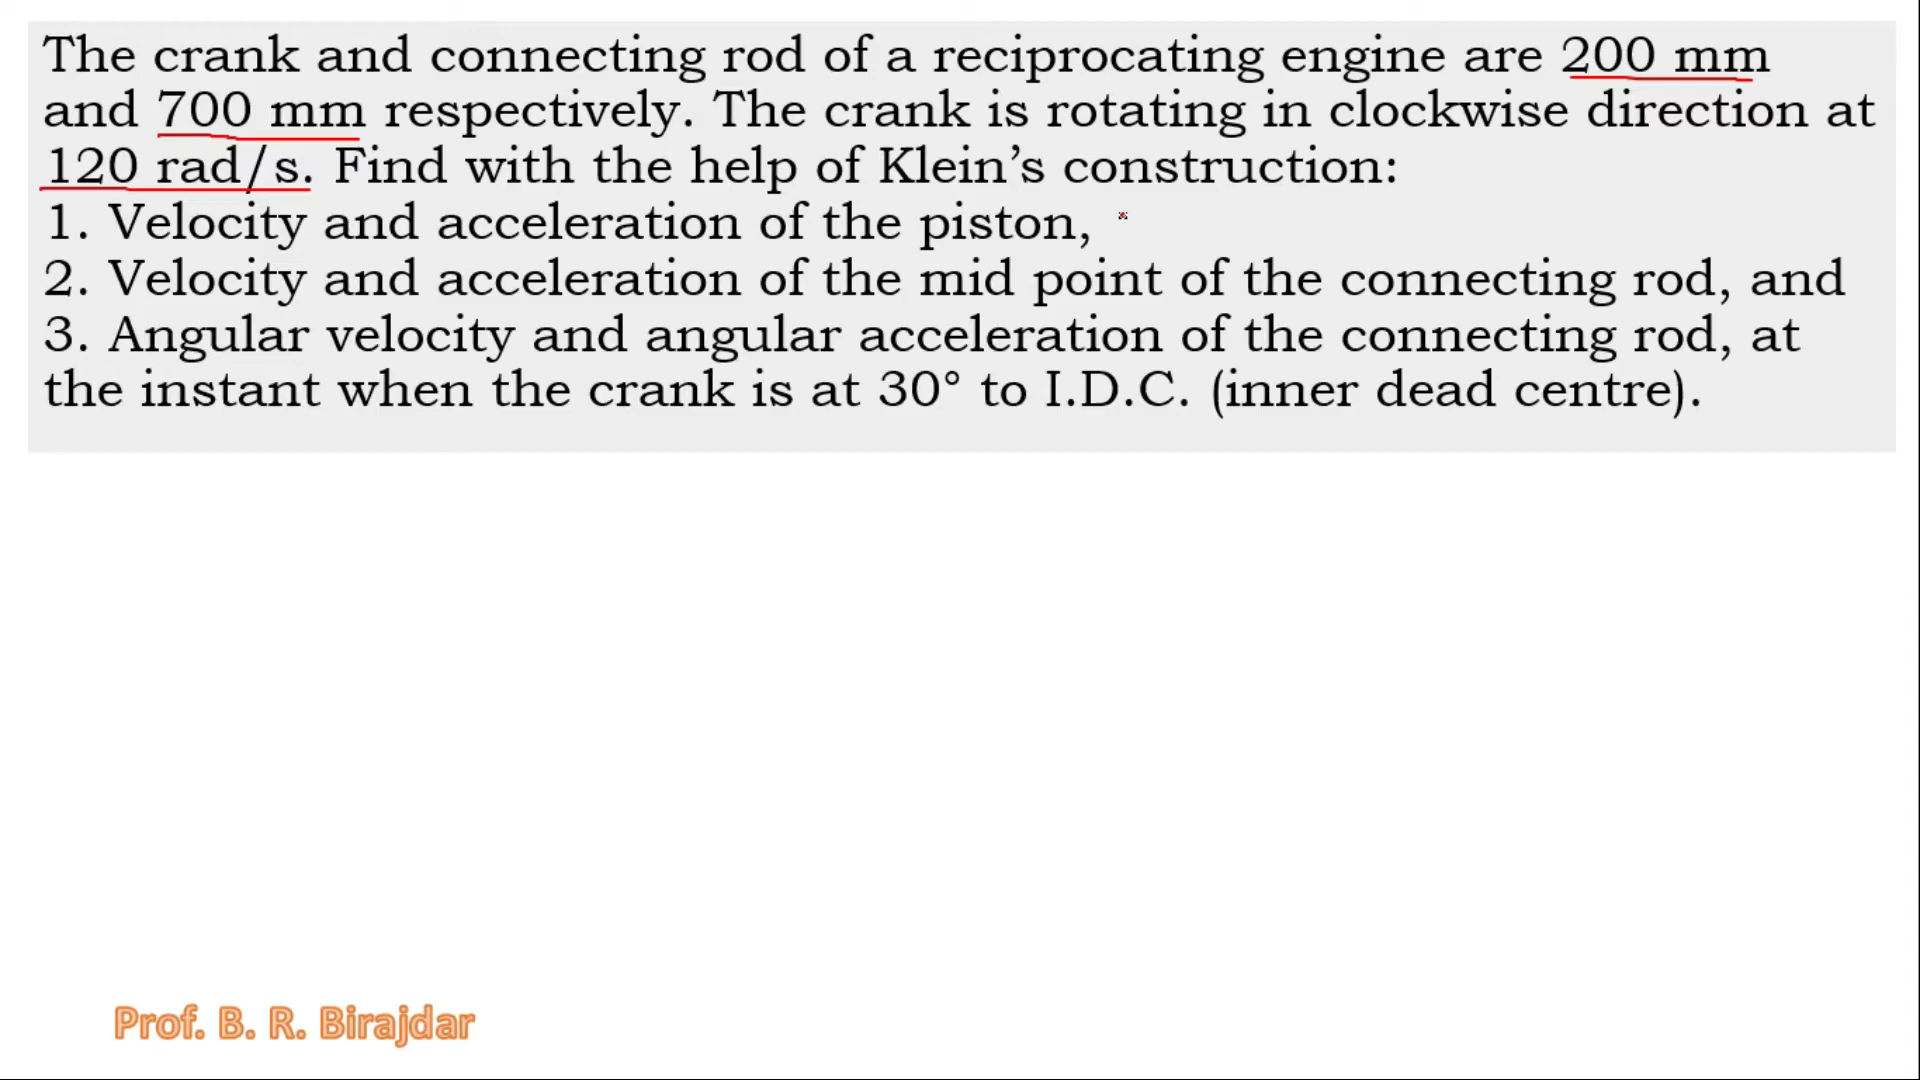 The crank and connecting rod of a reciprocating engine are 200 mm
and 700 mm respectively. The crank is rotating in clockwise direction at
120 rad/s. Find with the help of Klein’s construction:
1. Velocity and acceleration of the piston,
2. Velocity and acceleration of the mid point of the connecting rod, and
3. Angular velocity and angular acceleration of the connecting rod, at
the instant when the crank is at 30° to I.D.C. (inner dead centre).
Prof. B. R. Birajdar